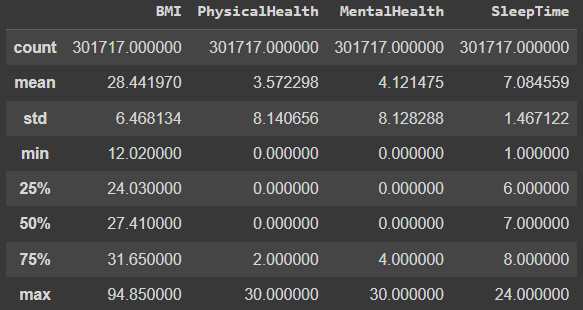 BMI PhysicalHealth MentalHealth SleepTime
count 301717.000000 301717.000000 301717.000000 301717.000000
mean 28.441970 3.572298 4.121475 7.084559
std 6.468134 8.140656 8.128288 1.467122
min 12.020000 0.000000 0.000000 1.000000
25% 24.030000 0.000000 0.000000 6.000000
50% 27.410000 0.000000 0.000000 7.000000
75% 31.650000 2.000000 4.000000 8.000000
max 94.850000 30.000000 30.000000 24.000000